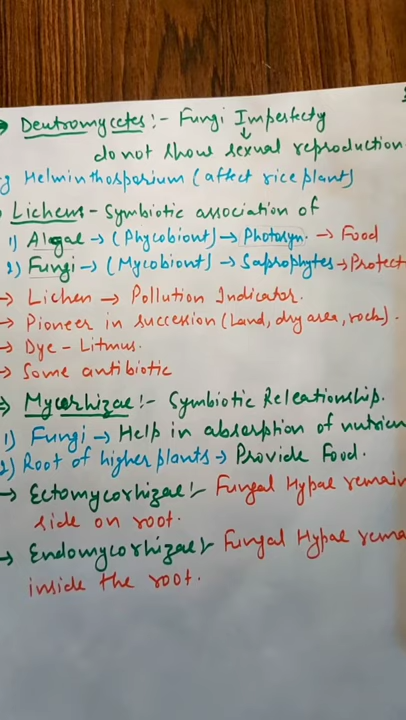 → Deutromycetes :- Fungi Imperfecty
do not show sexual reproduction
eg Helminthosporium (affect rice plant)
Lichens - Symbiotic association of
1) Algae → (Phycobiont) → Photosyn. → Food
2) Fungi → (Mycobiont) → Saprophytes → Protect
→ Lichen → Pollution Indicator.
→ Pioneer in succession (Land, dry area, rock).
→ Dye - Litmus.
→ Some antibiotic
⇒ Mycorhizae :- Symbiotic Releationship.
1) Fungi → Help in absorption of nutrien
2) Root of higher plants → Provide Food.
→ Ectomycorhizae :- Fungal Hypae remain
side on root.
→ Endomycorhizae :- Fungal Hypae rema
inside the root.